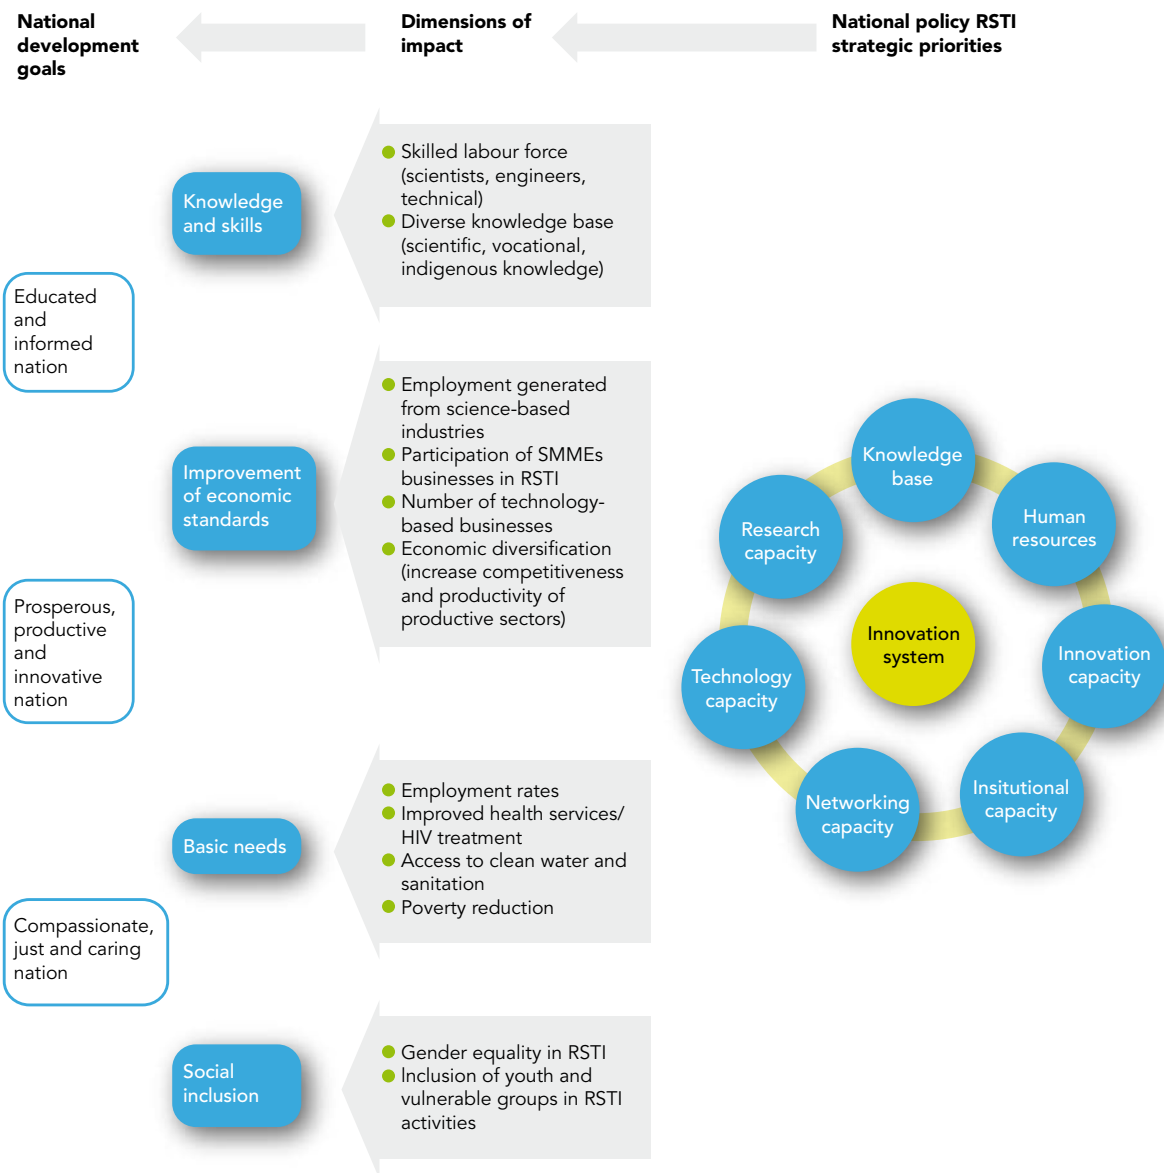 National
development
goals
Dimensions of
impact
National policy RSTI
strategic priorities
Educated
and
informed
nation
Prosperous,
productive
and
innovative
nation
Compassionate,
just and caring
nation
Knowledge
and skills
Skilled labour force
(scientists, engineers,
technical)
Diverse knowledge base
(scientific, vocational,
indigenous knowledge)
Improvement
of economic
standards
Employment generated
from science-based
industries
Participation of SMMEs
businesses in RSTI
Number of technology-
based businesses
Economic diversification
(increase competitiveness
and productivity of
productive sectors)
Basic needs
Employment rates
Improved health services/
HIV treatment
Access to clean water and
sanitation
Poverty reduction
Social
inclusion
Gender equality in RSTI
Inclusion of youth and
vulnerable groups in RSTI
activities
Knowledge
base
Human
resources
Innovation
capacity
Insitutional
capacity
Networking
capacity
Technology
capacity
Research
capacity
Innovation
system